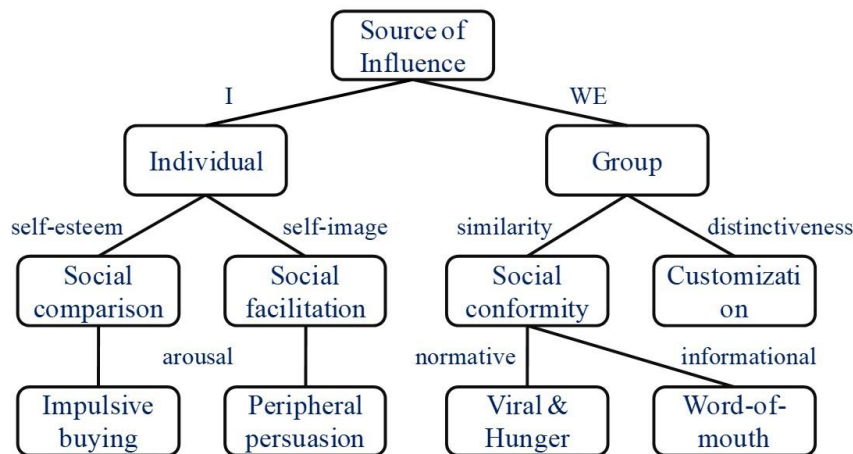 Source of
Influence
I
WE
Individual
Group
self-esteem
self-image
similarity
distinctiveness
Social
comparison
Social
facilitation
Social
conformity
Customizati
on
arousal
normative
informational
Impulsive
buying
Peripheral
persuasion
Viral &
Hunger
Word-of-
mouth